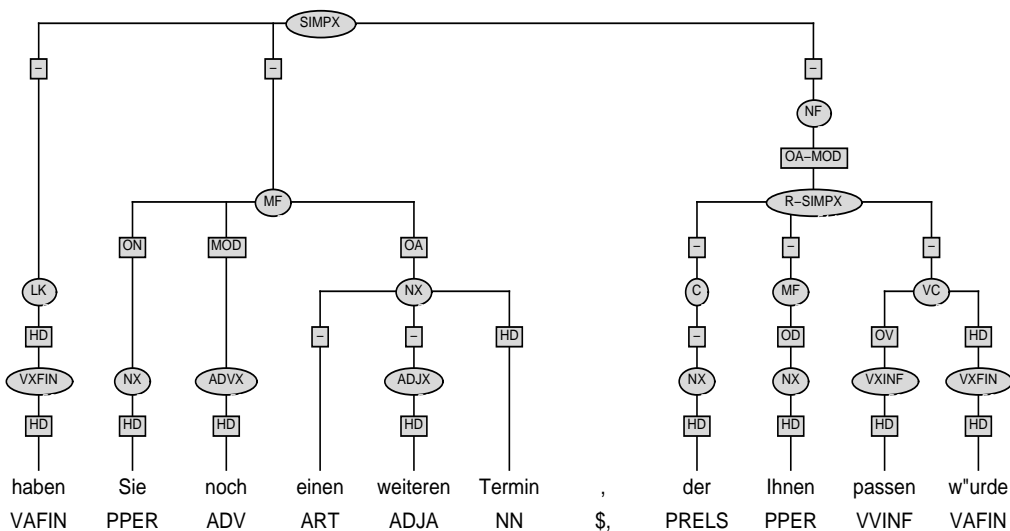 SIMPX
– – –
NF
OA–MOD
MF R–SIMPX
ON MOD OA – – –
LK NX C MF VC
HD – – HD – OD OV HD
VXFIN NX ADVX ADJX NX NX VXINF VXFIN
HD HD HD HD HD HD HD HD
haben Sie noch einen weiteren Termin , der Ihnen passen w"urde
VAFIN PPER ADV ART ADJA NN $, PRELS PPER VVINF VAFIN